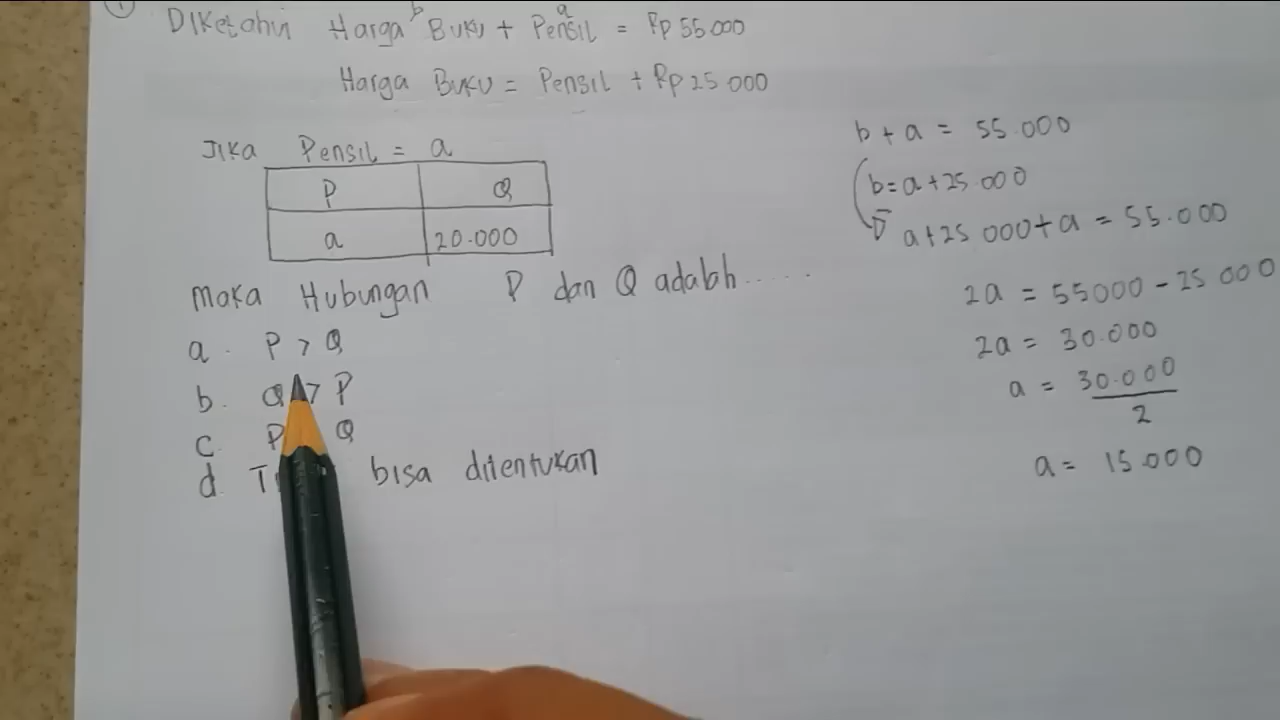 1
b a
Diketahui Harga Buku + Pensil = Rp 55 000
Harga Buku = Pensil + Rp 25 000
Jika Pensil = a
P Q
a 20.000
maka Hubungan P dan Q adalah......
a. P > Q
b. Q > P
c. P Q
d. bisa ditentukan
b + a = 55.000
b = a + 25.000
a + 25 000 + a = 55.000
2a = 55000 - 25 000
2a = 30.000
a = 30.000
2
a = 15.000